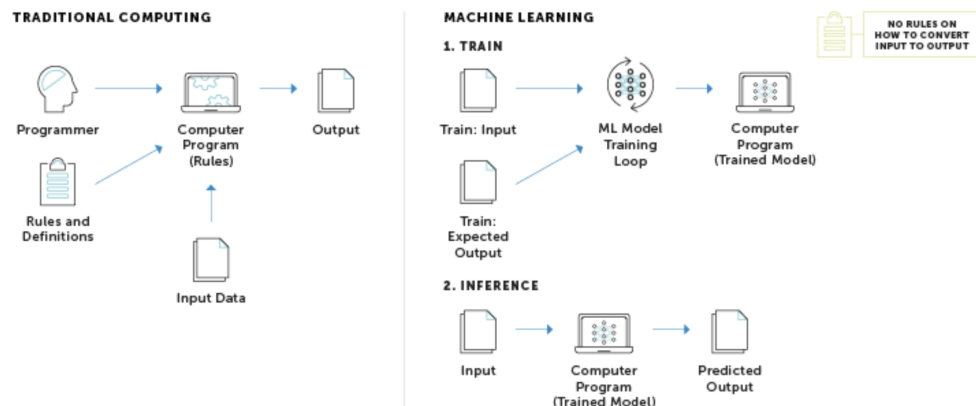 TRADITIONAL COMPUTING
Programmer
Computer
Program
(Rules)
Output
Rules and
Definitions
Input Data
MACHINE LEARNING
NO RULES ON
HOW TO CONVERT
INPUT TO OUTPUT
1. TRAIN
Train: Input
ML Model
Training
Loop
Computer
Program
(Trained Model)
Train:
Expected
Output
2. INFERENCE
Input
Computer
Program
(Trained Model)
Predicted
Output